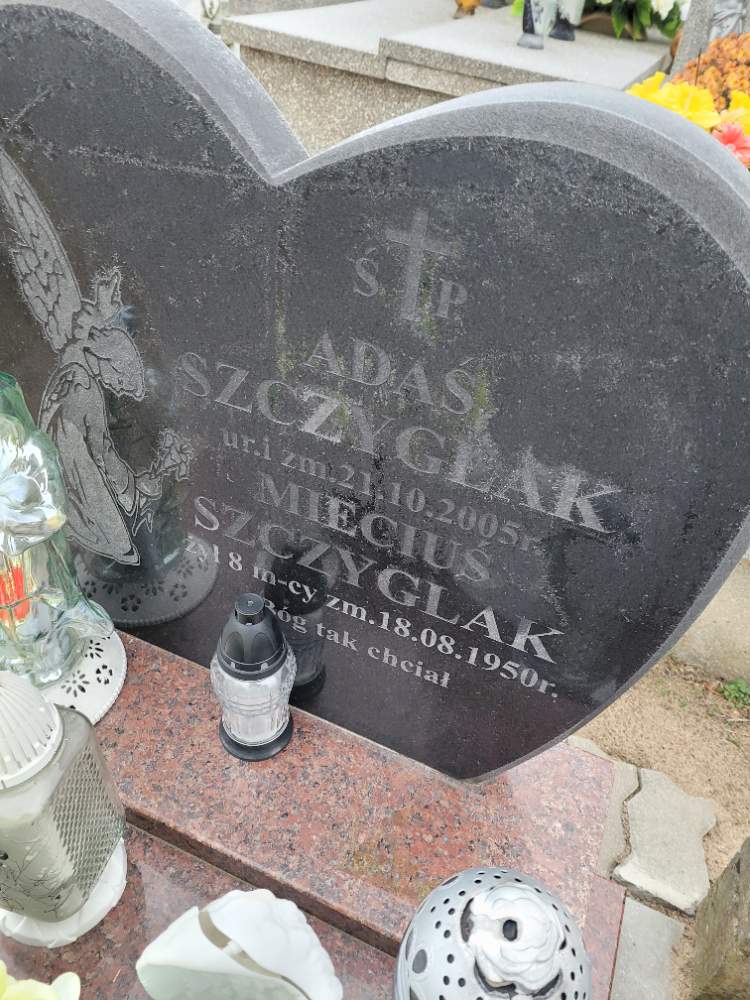 Ś P
ADAŚ
SZCZYGLAK
ur.i zm.21.10.2005r.
MIECIUŚ
SZCZYGLAK
żył 8 m-cy zm.18.08.1950r.
Bóg tak chciał